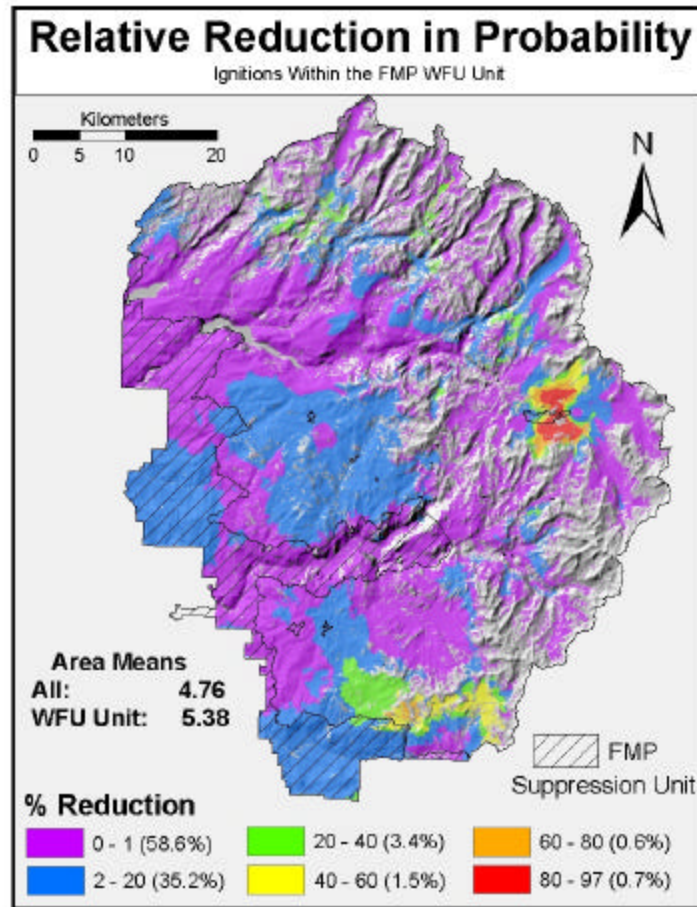 Relative Reduction in Probability
Ignitions Within the FMP WFU Unit
Kilometers
0 5 10 20
N
Area Means
All: 4.76
WFU Unit: 5.38
FMP
Suppression Unit
% Reduction
0 - 1 (58.6%) 20 - 40 (3.4%) 60 - 80 (0.6%)
2 - 20 (35.2%) 40 - 60 (1.5%) 80 - 97 (0.7%)